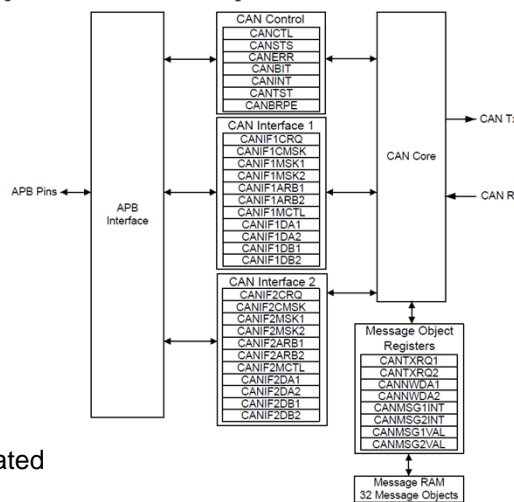 CAN Control
CANCTL
CANSTS
CANERR
CANBIT
CANINT
CANTST
CANBRPE
CAN Interface 1
CANIF1CRQ
CANIF1CMSK
CANIF1MSK1
CANIF1MSK2
CANIF1ARB1
CANIF1ARB2
CANIF1MCTL
CANIF1DA1
CANIF1DA2
CANIF1DB1
CANIF1DB2
CAN Interface 2
CANIF2CRQ
CANIF2CMSK
CANIF2MSK1
CANIF2MSK2
CANIF2ARB1
CANIF2ARB2
CANIF2MCTL
CANIF2DA1
CANIF2DA2
CANIF2DB1
CANIF2DB2
APB Pins
APB
Interface
CAN Core
CAN Tx
CAN R
Message Object
Registers
CANTXRQ1
CANTXRQ2
CANNWDA1
CANNWDA2
CANMSG1INT
CANMSG2INT
CANMSG1VAL
CANMSG2VAL
Message RAM
32 Message Objects
ated